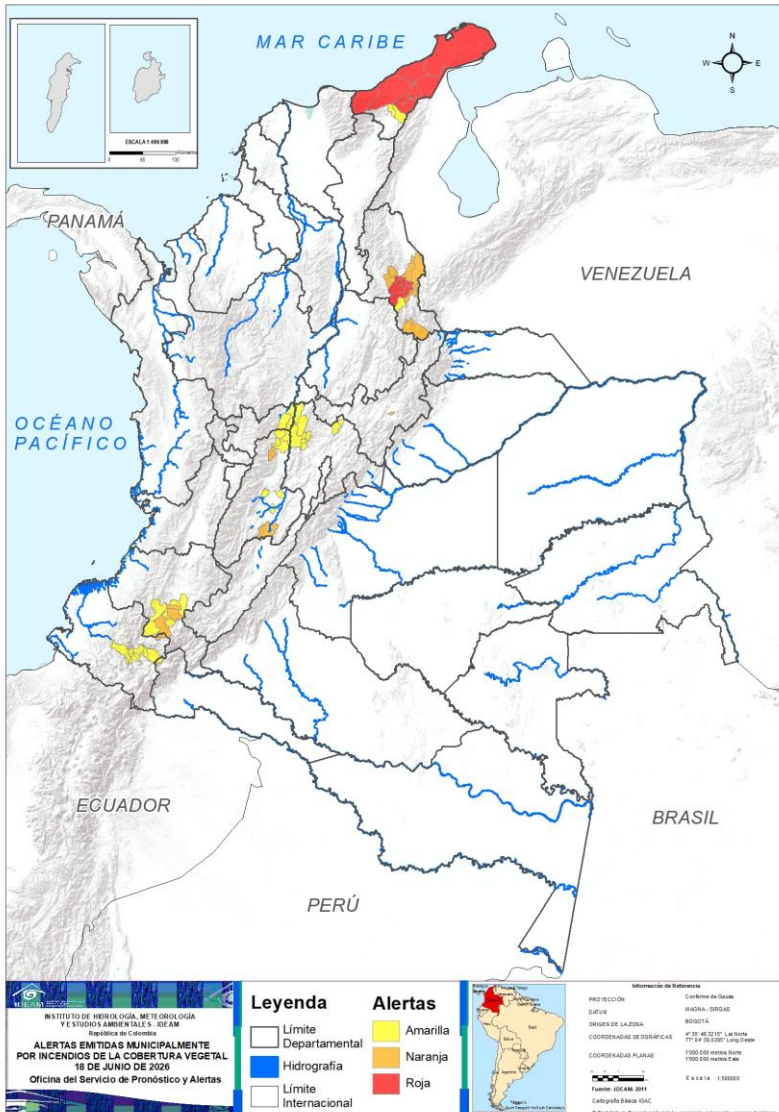 MAR CARIBE
N
W
E
S
ESCALA 1:400.000
PANAMÁ
VENEZUELA
OCÉANO
PACÍFICO
ECUADOR
BRASIL
PERÚ
IDEAM
INSTITUTO DE HIDROLOGÍA, METEOROLOGÍA
Y ESTUDIOS AMBIENTALES - IDEAM
República de Colombia
ALERTAS EMITIDAS MUNICIPALMENTE
POR INCENDIOS DE LA COBERTURA VEGETAL
18 DE JUNIO DE 2026
Oficina del Servicio de Pronóstico y Alertas
Leyenda
Límite
Departamental
Hidrografía
Límite
Internacional
Alertas
Amarilla
Naranja
Roja
Información de Referencia
PROYECCIÓN Conforme de Gauss
DATUM MAGNA - SIRGAS
ORIGEN DE LA ZONA BOGOTÁ
COORDENADAS GEOGRÁFICAS
COORDENADAS PLANAS 1'000.000 metros Norte
1'000.000 metros Este
Escala
Fuente: IDEAM 2011
Cartografía Básica IGAC